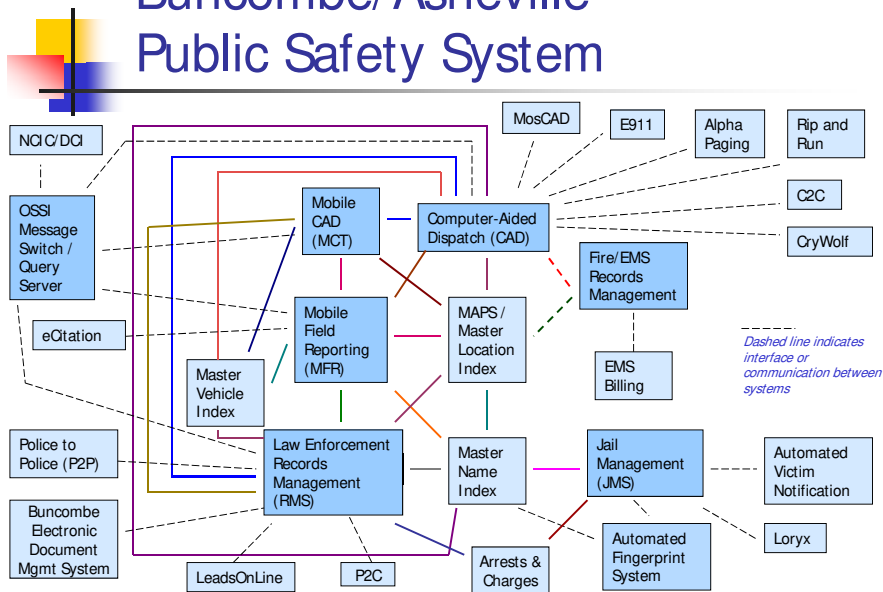 Buncombe/Asheville
Public Safety System
MosCAD
E911
Alpha
Paging
Rip and
Run
NCIC/DCI
C2C
OSSI
Message
Switch /
Query
Server
Mobile
CAD
(MCT)
Computer-Aided
Dispatch (CAD)
CryWolf
Fire/EMS
Records
Management
eCitation
Mobile
Field
Reporting
(MFR)
MAPS /
Master
Location
Index
Dashed line indicates
interface or
communication between
systems
Master
Vehicle
Index
EMS
Billing
Police to
Police (P2P)
Law Enforcement
Records
Management
(RMS)
Master
Name
Index
Jail
Management
(JMS)
Automated
Victim
Notification
Buncombe
Electronic
Document
Mgmt System
LeadsOnLine
P2C
Arrests &
Charges
Automated
Fingerprint
System
Loryx